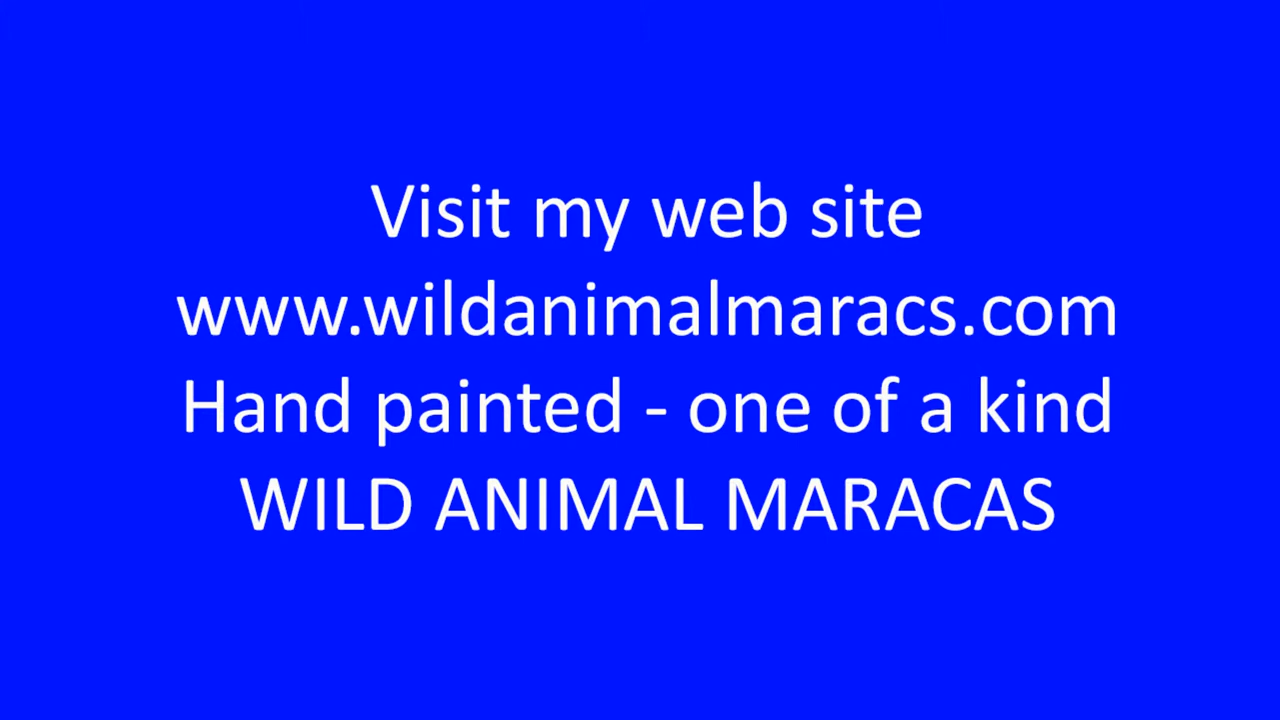 Visit my web site
www.wildanimalmaracs.com
Hand painted - one of a kind
WILD ANIMAL MARACAS